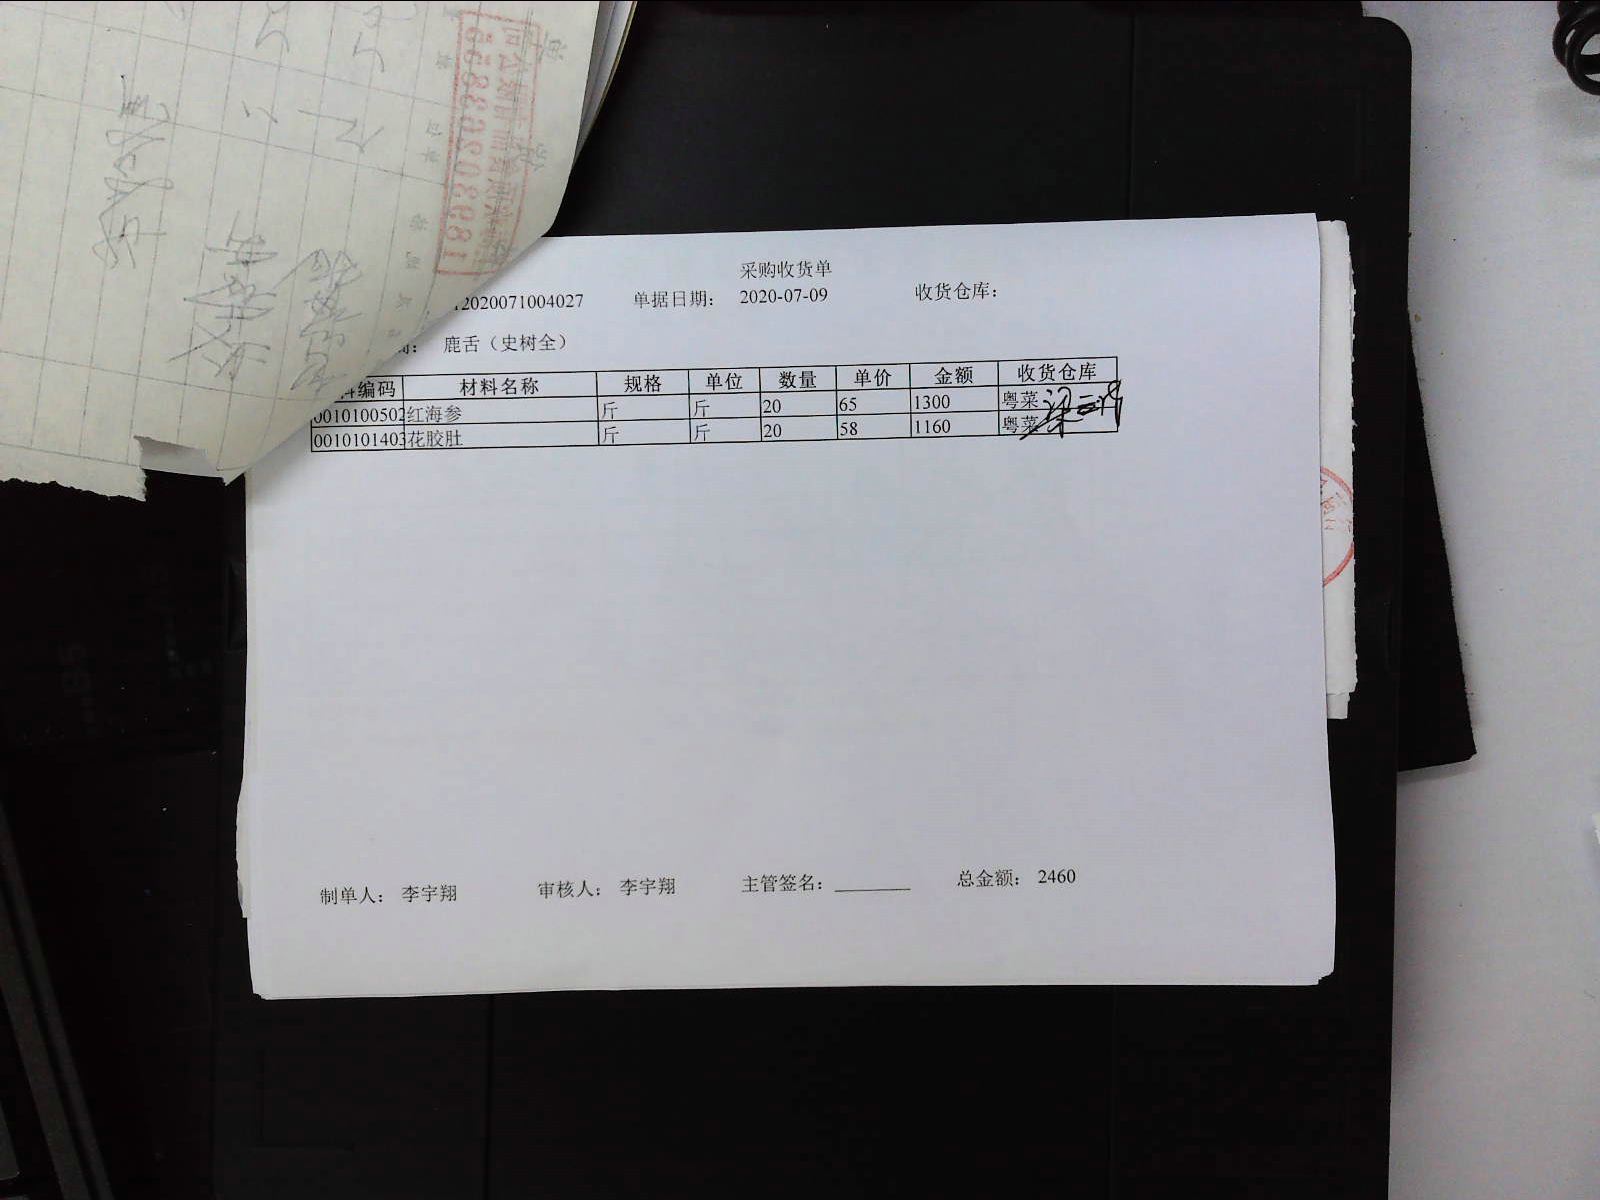 采购收货单
12020071004027 单据日期: 2020-07-09 收货仓库:
鹿舌(史树全)
编码 材料名称 规格 单位 数量 单价 金额 收货仓库
0010100502 红海参 斤 斤 20 65 1300 粤菜
0010101403 花胶肚 斤 斤 20 58 1160 粤菜
制单人: 李宇翔 审核人: 李宇翔 主管签名: 总金额: 2460